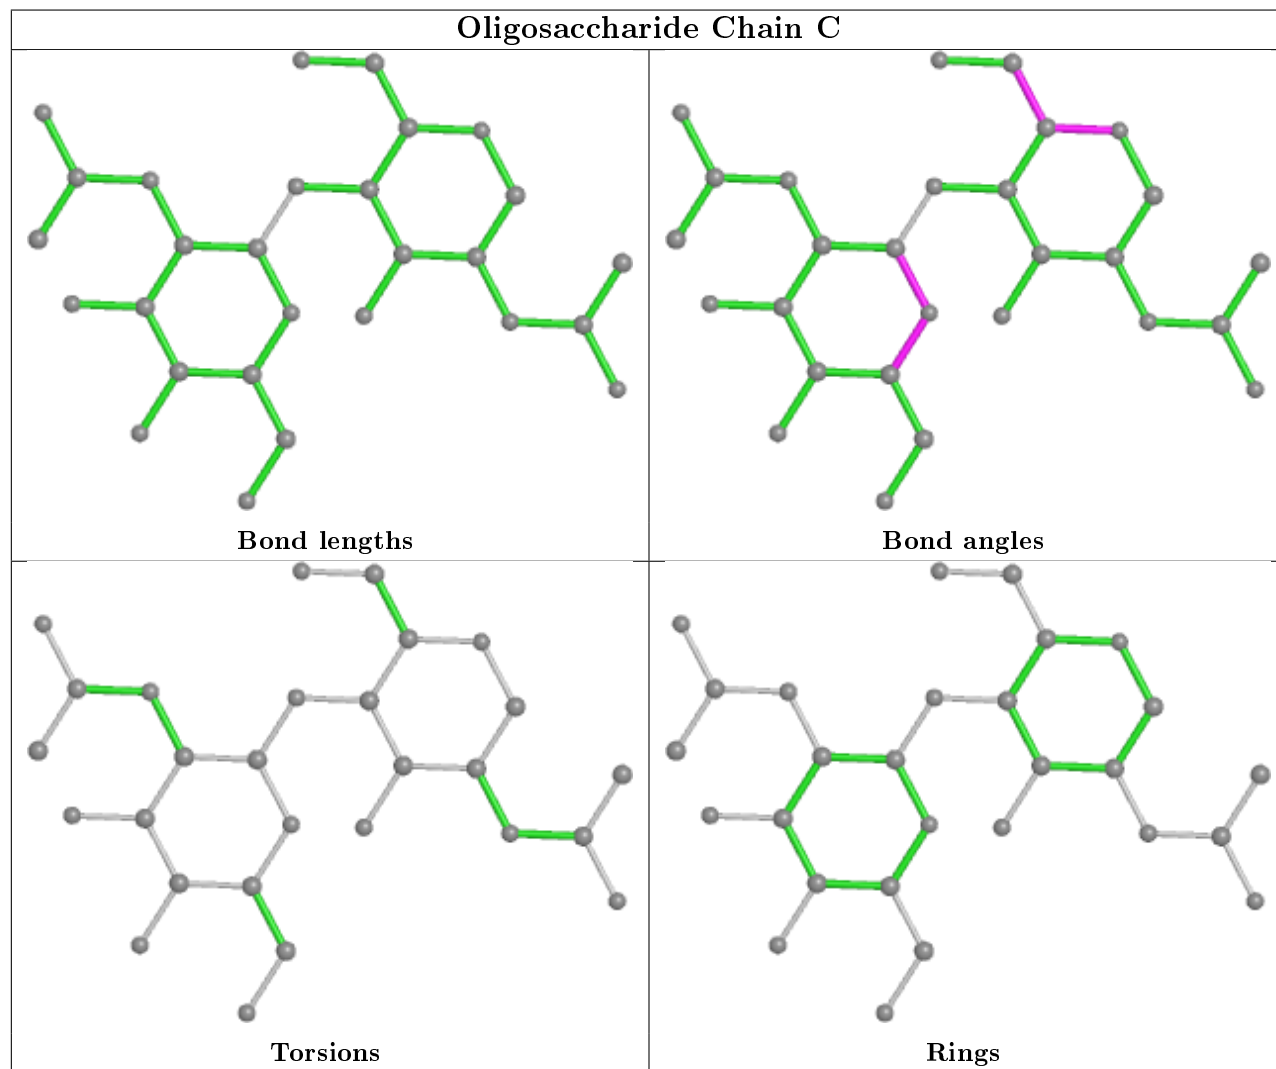 Oligosaccharide Chain C
Bond lengths
Bond angles
Torsions
Rings